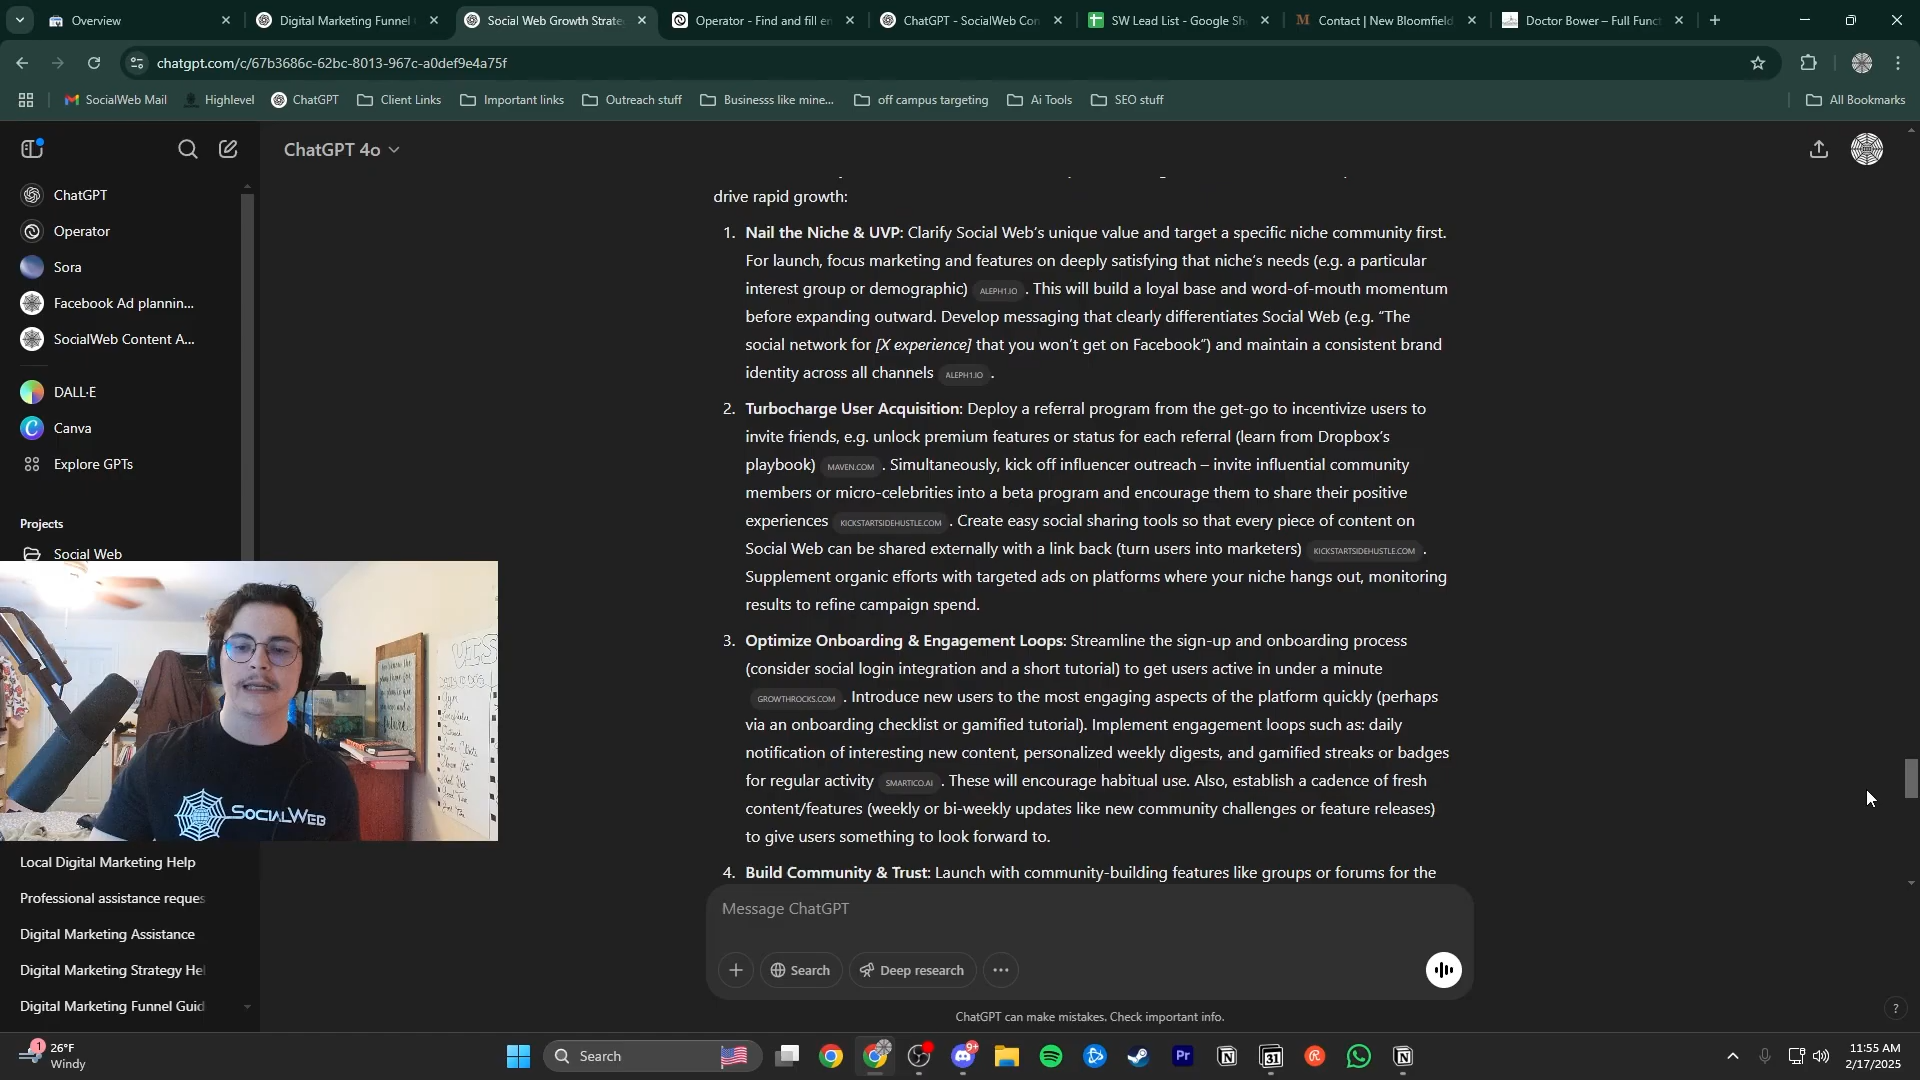 Overview
Digital Marketing Funnel
Social Web Growth Strate
Operator - Find and fill en
ChatGPT - SocialWeb Con
SW Lead List - Google Sh
Contact | New Bloomfield
Doctor Bower – Full Funct
chatgpt.com/c/67b3686c-62bc-8013-967c-a0def9e4a75f
SocialWeb Mail
Highlevel
ChatGPT
Client Links
Important links
Outreach stuff
Businesss like mine...
off campus targeting
Ai Tools
SEO stuff
All Bookmarks
ChatGPT 4o
ChatGPT
Operator
Sora
Facebook Ad plannin...
SocialWeb Content A...
DALL·E
Canva
Explore GPTs
Projects
Social Web
Local Digital Marketing Help
Professional assistance reques
Digital Marketing Assistance
Digital Marketing Strategy Hel
Digital Marketing Funnel Guid
drive rapid growth:
1. Nail the Niche & UVP: Clarify Social Web's unique value and target a specific niche community first.
For launch, focus marketing and features on deeply satisfying that niche's needs (e.g. a particular
interest group or demographic) ALEPH1.IO . This will build a loyal base and word-of-mouth momentum
before expanding outward. Develop messaging that clearly differentiates Social Web (e.g. “The
social network for [X experience] that you won't get on Facebook”) and maintain a consistent brand
identity across all channels ALEPH1.IO .
2. Turbocharge User Acquisition: Deploy a referral program from the get-go to incentivize users to
invite friends, e.g. unlock premium features or status for each referral (learn from Dropbox's
playbook) MAVEN.COM . Simultaneously, kick off influencer outreach – invite influential community
members or micro-celebrities into a beta program and encourage them to share their positive
experiences KICKSTARTSIDEHUSTLE.COM . Create easy social sharing tools so that every piece of content on
Social Web can be shared externally with a link back (turn users into marketers) KICKSTARTSIDEHUSTLE.COM .
Supplement organic efforts with targeted ads on platforms where your niche hangs out, monitoring
results to refine campaign spend.
3. Optimize Onboarding & Engagement Loops: Streamline the sign-up and onboarding process
(consider social login integration and a short tutorial) to get users active in under a minute
GROWTHROCKS.COM . Introduce new users to the most engaging aspects of the platform quickly (perhaps
via an onboarding checklist or gamified tutorial). Implement engagement loops such as: daily
notification of interesting new content, personalized weekly digests, and gamified streaks or badges
for regular activity SMARTICO.AI . These will encourage habitual use. Also, establish a cadence of fresh
content/features (weekly or bi-weekly updates like new community challenges or feature releases)
to give users something to look forward to.
4. Build Community & Trust: Launch with community-building features like groups or forums for the
Message ChatGPT
Search
Deep research
ChatGPT can make mistakes. Check important info.
?
SOCIALWEB
1
26°F
Windy
Search
9+
Pr
31
11:55 AM
2/17/2025